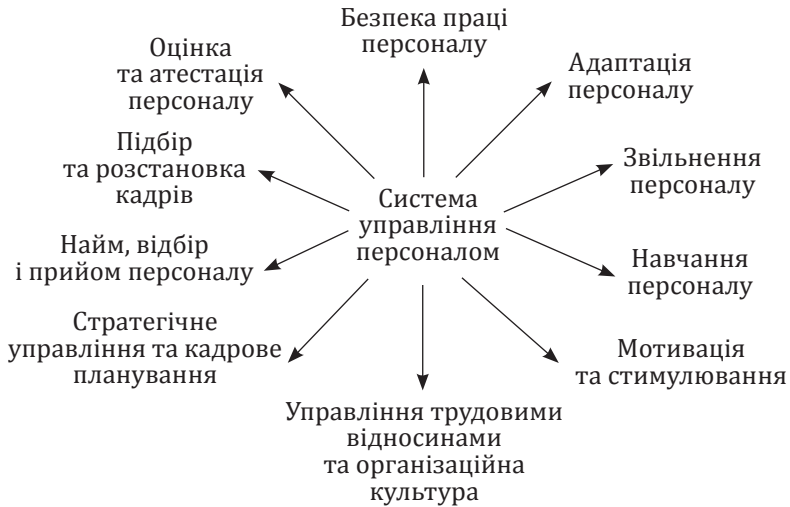 Безпека праці
персоналу
Оцінка
та атестація
персоналу
Адаптація
персоналу
Підбір
та розстановка
кадрів
Звільнення
персоналу
Система
управління
персоналом
Найм, відбір
і прийом персоналу
Навчання
персоналу
Стратегічне
управління та кадрове
планування
Мотивація
та стимулювання
Управління трудовими
відносинами
та організаційна
культура